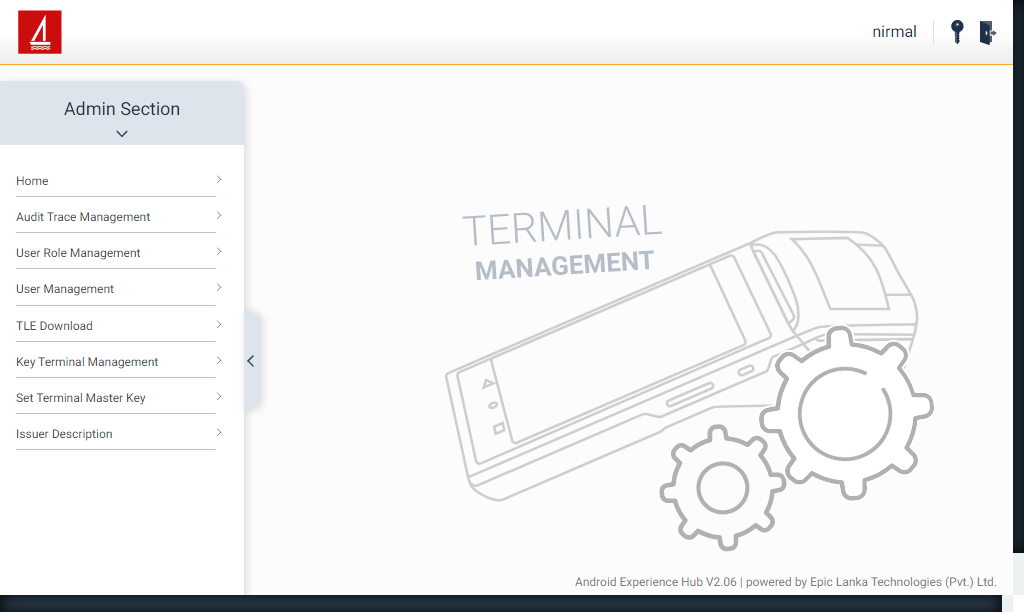 nirmal
Admin Section
Home
Audit Trace Management
User Role Management
User Management
TLE Download
Key Terminal Management
Set Terminal Master Key
Issuer Description
TERMINAL
MANAGEMENT
Android Experience Hub V2.06 | powered by Epic Lanka Technologies (Pvt.) Ltd.